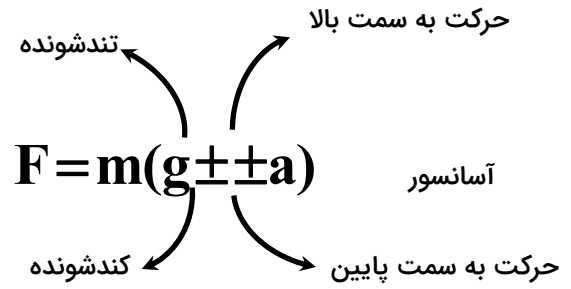 حرکت به سمت بالا
تندشونده
F=m(g±±a)
آسانسور
حرکت به سمت پایین
کندشونده